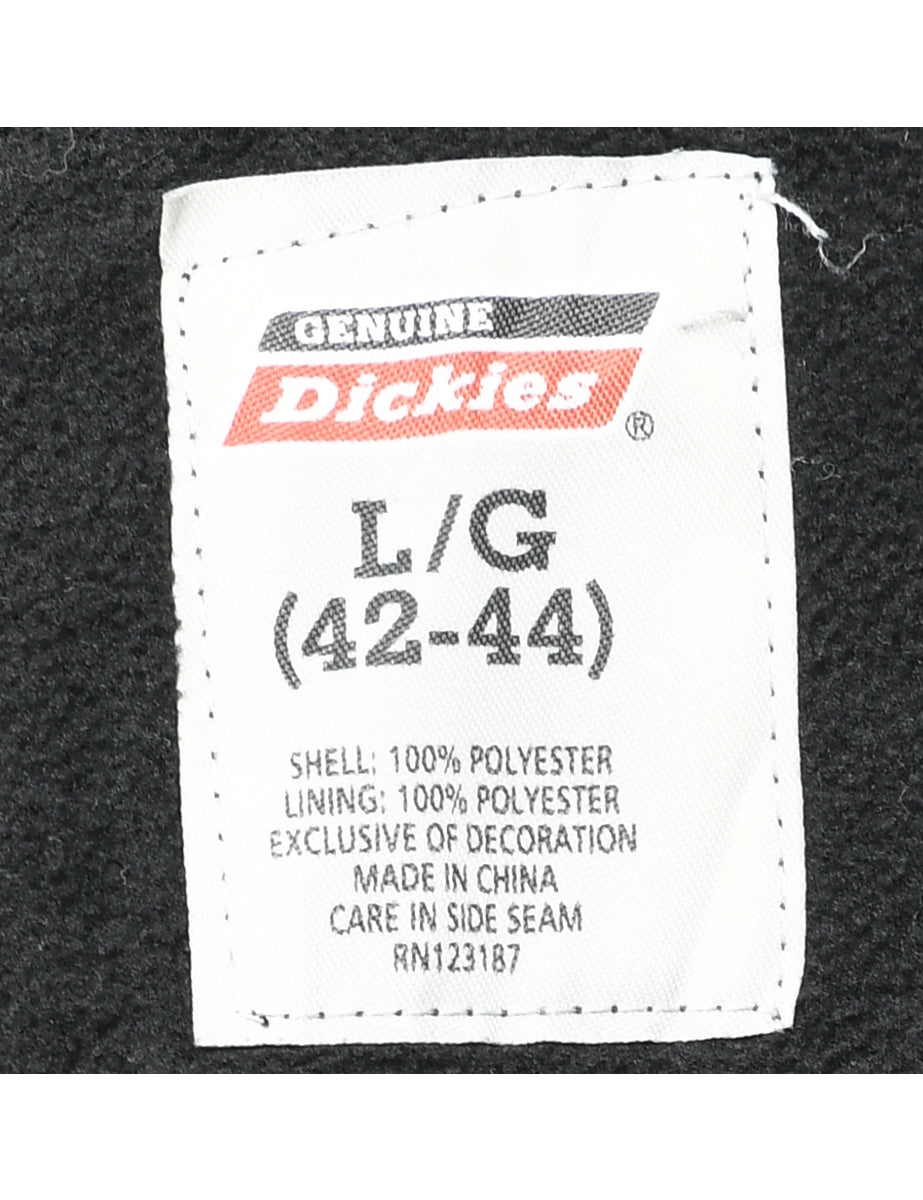 GENUINE
Dickies
®
L/G
(42-44)
SHELL: 100% POLYESTER
LINING: 100% POLYESTER
EXCLUSIVE OF DECORATION
MADE IN CHINA
CARE IN SIDE SEAM
RN123187